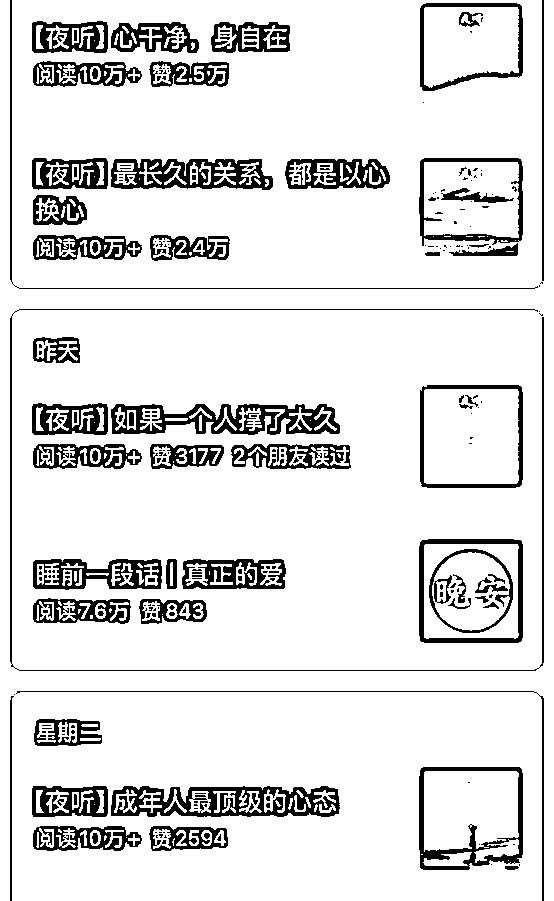 【夜听】心干净，身自在
阅读10万+ 赞2.5万
【夜听】最长久的关系，都是以心
换心
阅读10万+ 赞2.4万
昨天
【夜听】如果一个人撑了太久
阅读10万+ 赞3177 2个朋友读过
睡前一段话丨真正的爱
阅读7.6万 赞843
晚安
星期二
【夜听】成年人最顶级的心态
阅读10万+ 赞2594